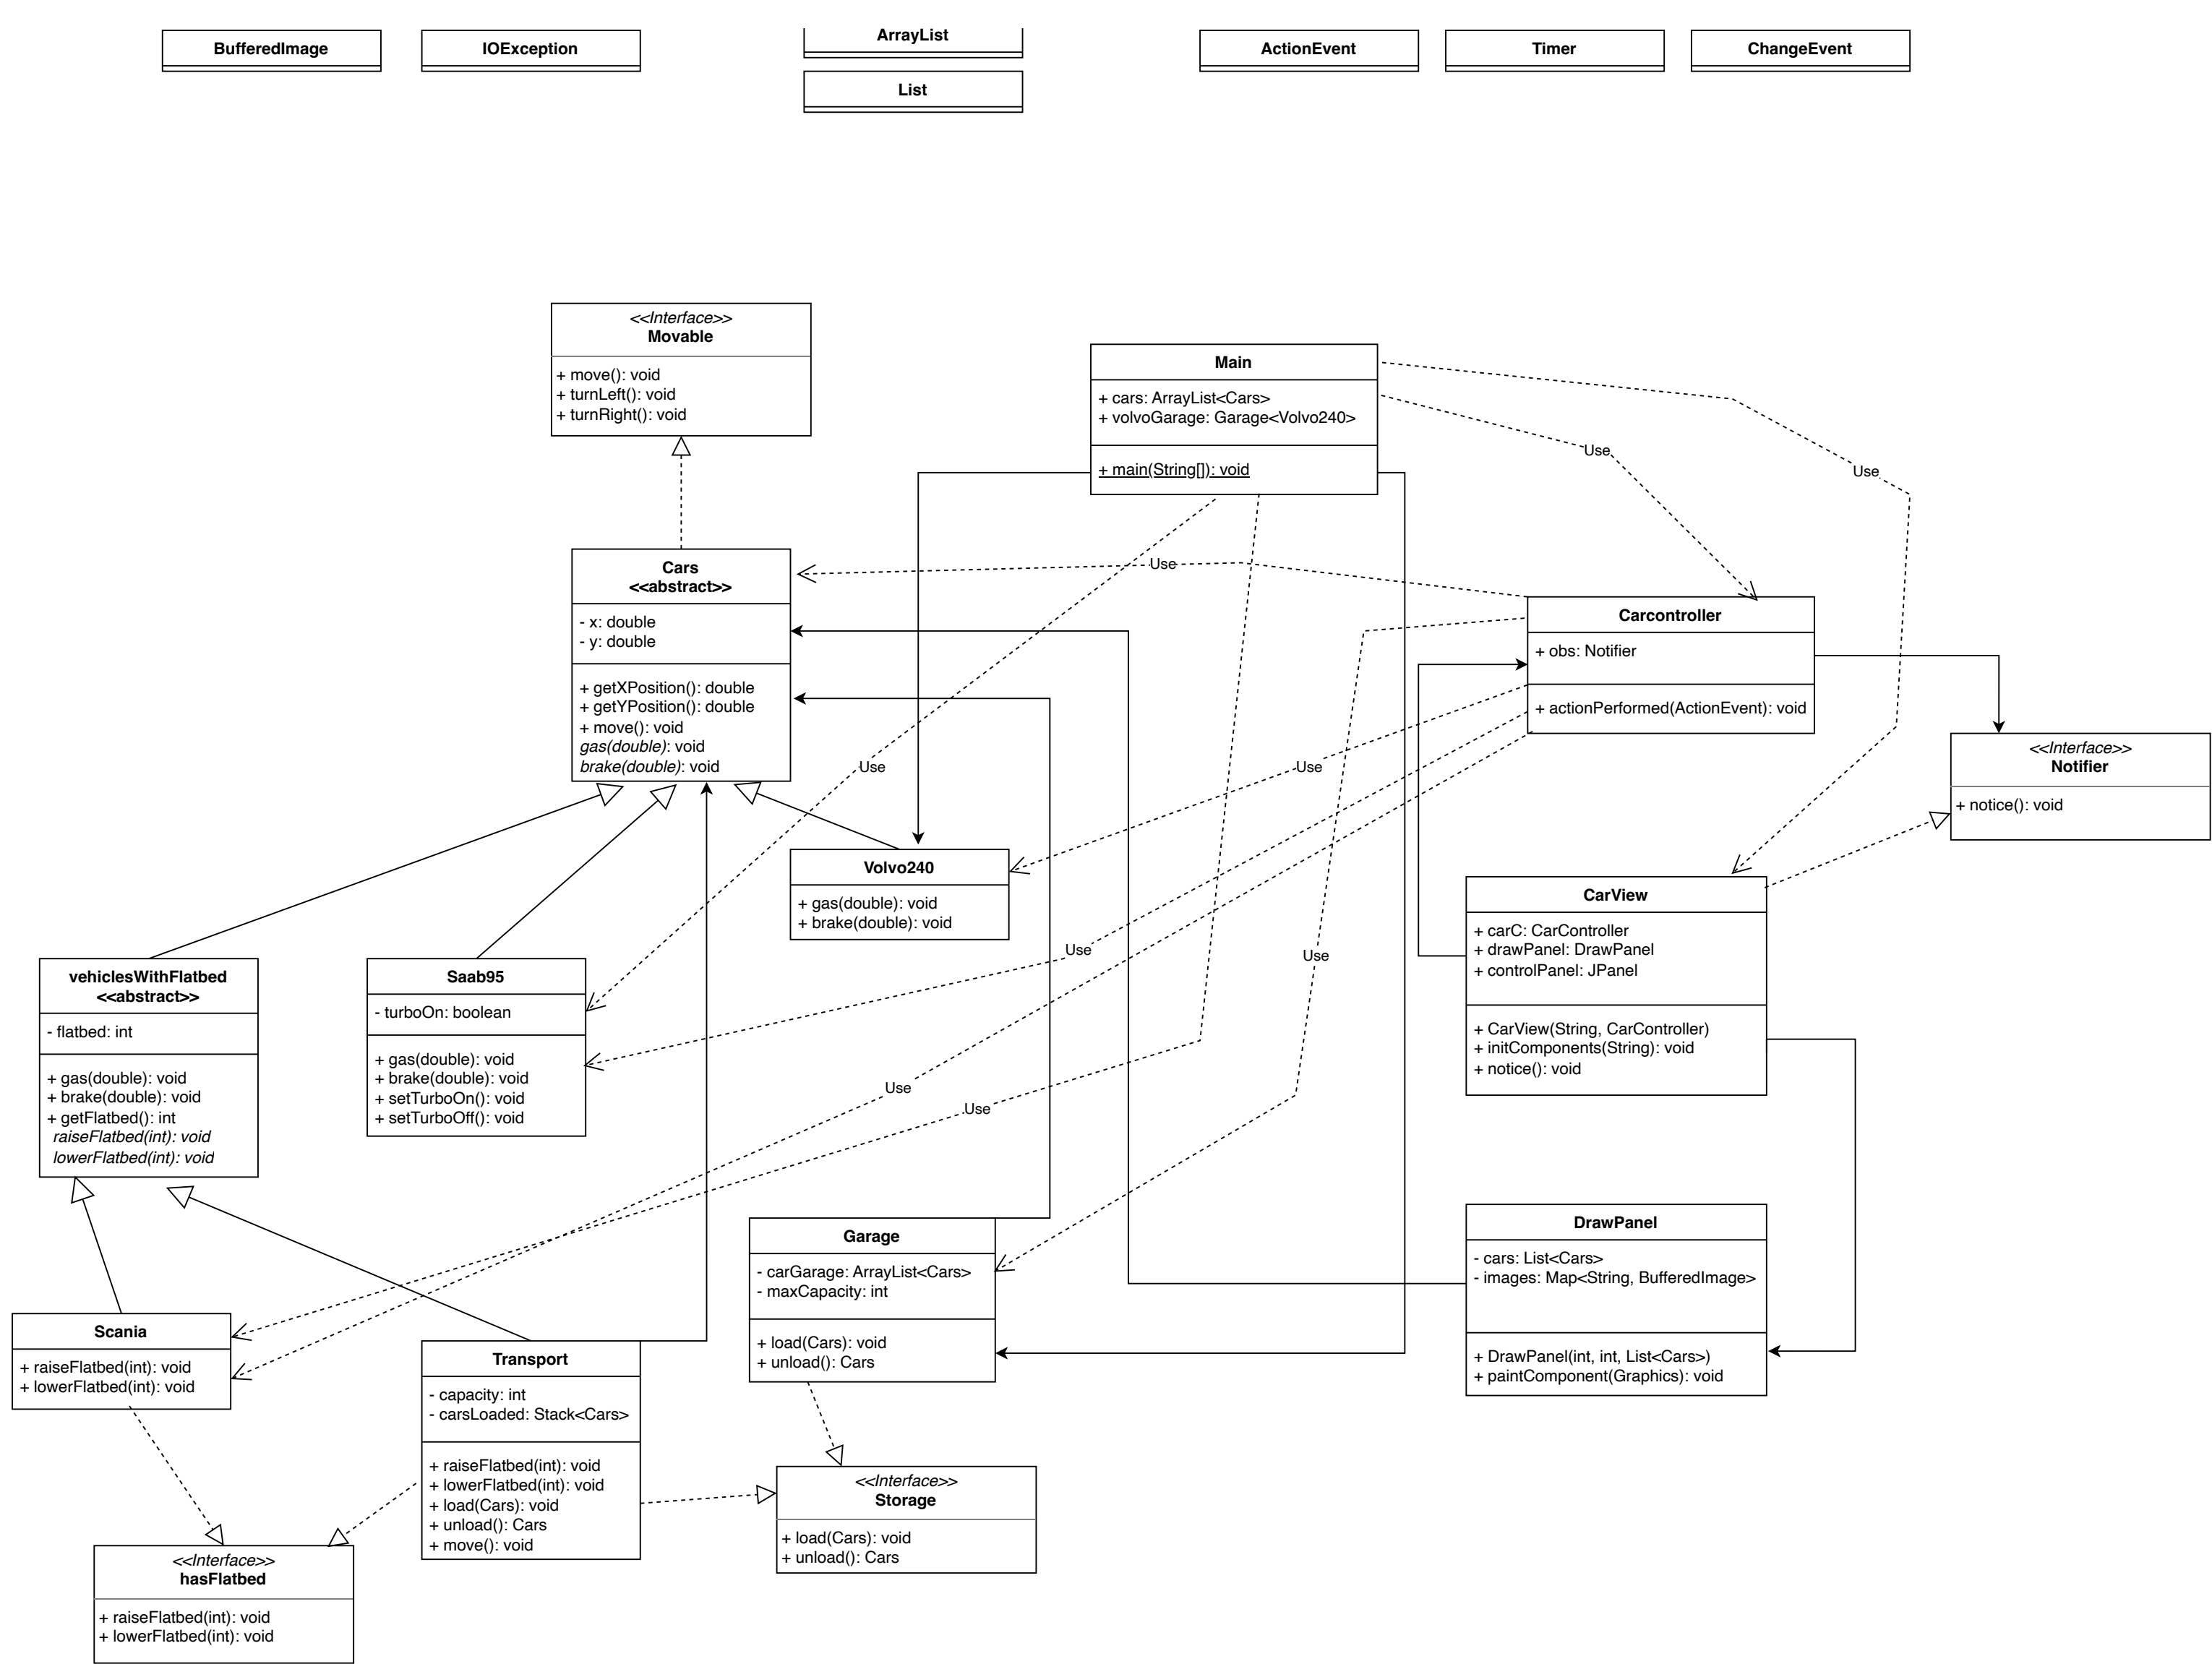 BufferedImage
IOException
ArrayList
List
ActionEvent
Timer
ChangeEvent
<<Interface>>
Movable
+ move(): void
+ turnLeft(): void
+ turnRight(): void
Main
+ cars: ArrayList<Cars>
+ volvoGarage: Garage<Volvo240>
+ main(String[]): void
Use
Use
Cars
<<abstract>>
- x: double
- y: double
+ getXPosition(): double
+ getYPosition(): double
+ move(): void
gas(double): void
brake(double): void
Use
Carcontroller
+ obs: Notifier
+ actionPerformed(ActionEvent): void
<<Interface>>
Notifier
+ notice(): void
Use
Use
Volvo240
+ gas(double): void
+ brake(double): void
CarView
+ carC: CarController
+ drawPanel: DrawPanel
+ controlPanel: JPanel
+ CarView(String, CarController)
+ initComponents(String): void
+ notice(): void
vehiclesWithFlatbed
<<abstract>>
- flatbed: int
+ gas(double): void
+ brake(double): void
+ getFlatbed(): int
raiseFlatbed(int): void
lowerFlatbed(int): void
Saab95
- turboOn: boolean
+ gas(double): void
+ brake(double): void
+ setTurboOn(): void
+ setTurboOff(): void
Use
Use
Use
Use
Garage
- carGarage: ArrayList<Cars>
- maxCapacity: int
+ load(Cars): void
+ unload(): Cars
DrawPanel
- cars: List<Cars>
- images: Map<String, BufferedImage>
+ DrawPanel(int, int, List<Cars>)
+ paintComponent(Graphics): void
Scania
+ raiseFlatbed(int): void
+ lowerFlatbed(int): void
Transport
- capacity: int
- carsLoaded: Stack<Cars>
+ raiseFlatbed(int): void
+ lowerFlatbed(int): void
+ load(Cars): void
+ unload(): Cars
+ move(): void
<<Interface>>
Storage
+ load(Cars): void
+ unload(): Cars
<<Interface>>
hasFlatbed
+ raiseFlatbed(int): void
+ lowerFlatbed(int): void